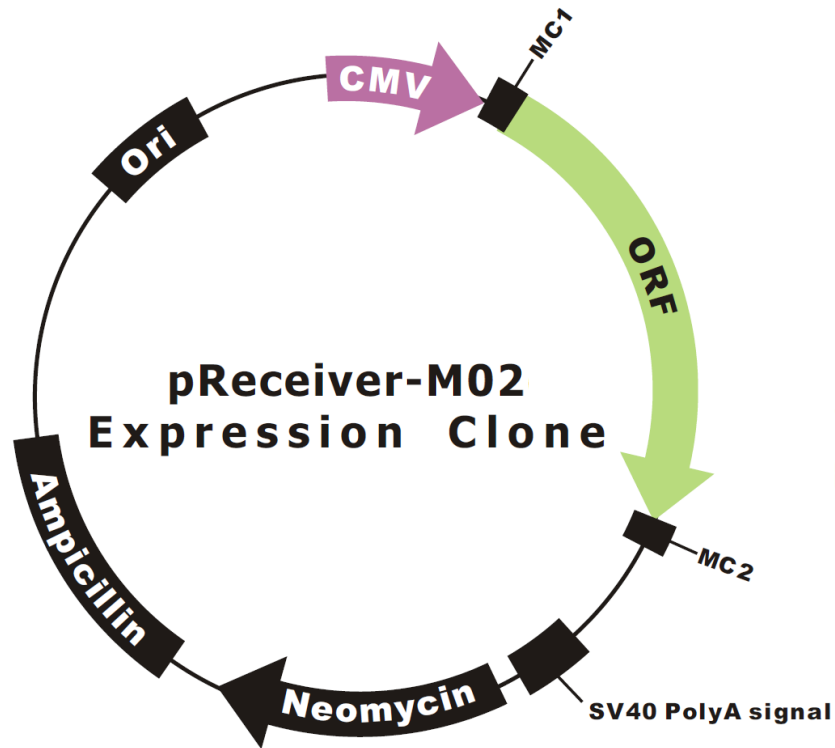 CMV
MC1
ORF
Ori
pReceiver-M02
Expression Clone
MC2
Ampicillin
Neomycin
SV40 PolyA signal